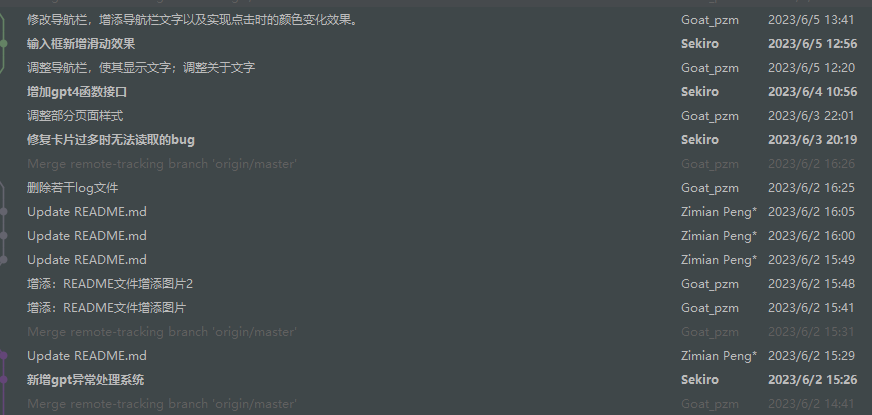 修改导航栏，增添导航栏文字以及实现点击时的颜色变化效果。 Goat_pzm 2023/6/5 13:41
输入框新增滑动效果 Sekiro 2023/6/5 12:56
调整导航栏，使其显示文字；调整关于文字 Goat_pzm 2023/6/5 12:20
增加gpt4函数接口 Sekiro 2023/6/4 10:56
调整部分页面样式 Goat_pzm 2023/6/3 22:01
修复卡片过多时无法读取的bug Sekiro 2023/6/3 20:19
Merge remote-tracking branch 'origin/master' Goat_pzm 2023/6/2 16:26
删除若干log文件 Goat_pzm 2023/6/2 16:25
Update README.md Zimian Peng* 2023/6/2 16:05
Update README.md Zimian Peng* 2023/6/2 16:00
Update README.md Zimian Peng* 2023/6/2 15:49
增添：README文件增添图片2 Goat_pzm 2023/6/2 15:48
增添：README文件增添图片 Goat_pzm 2023/6/2 15:41
Merge remote-tracking branch 'origin/master' Goat_pzm 2023/6/2 15:31
Update README.md Zimian Peng* 2023/6/2 15:29
新增gpt异常处理系统 Sekiro 2023/6/2 15:26
Merge remote-tracking branch 'origin/master' Goat_pzm 2023/6/2 14:41